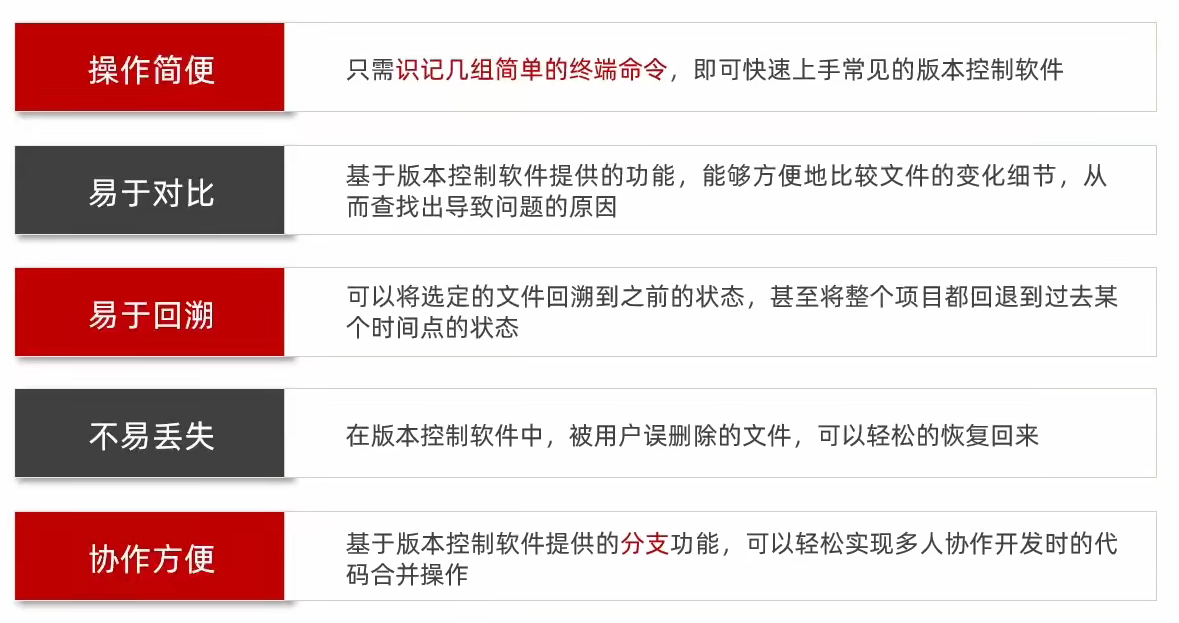 操作简便
只需识记几组简单的终端命令，即可快速上手常见的版本控制软件
易于对比
基于版本控制软件提供的功能，能够方便地比较文件的变化细节，从
而查找出导致问题的原因
易于回溯
可以将选定的文件回溯到之前的状态，甚至将整个项目都回退到过去某
个时间点的状态
不易丢失
在版本控制软件中，被用户误删除的文件，可以轻松的恢复回来
协作方便
基于版本控制软件提供的分支功能，可以轻松实现多人协作开发时的代
码合并操作